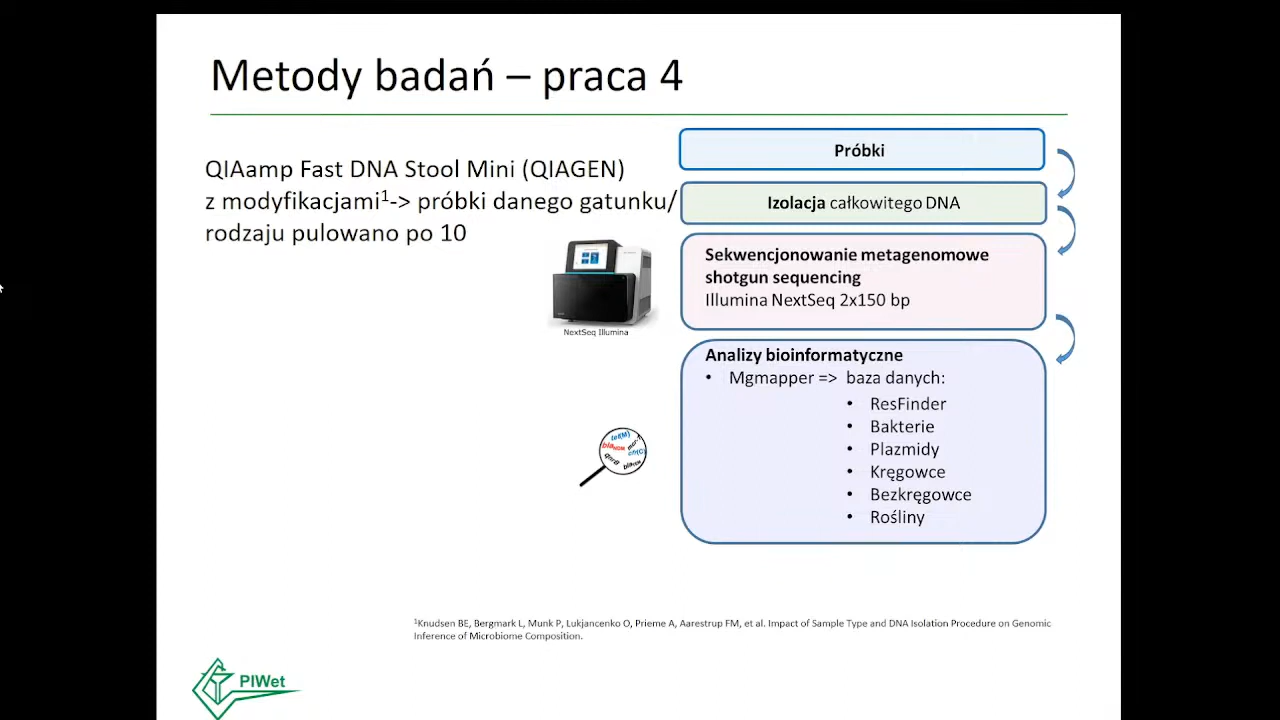 Metody badań – praca 4
QIAamp Fast DNA Stool Mini (QIAGEN)
z modyfikacjami¹-> próbki danego gatunku/
rodzaju pulowano po 10
NextSeq Illumina
Próbki
Izolacja całkowitego DNA
Sekwencjonowanie metagenomowe
shotgun sequencing
Illumina NextSeq 2x150 bp
Analizy bioinformatyczne
• Mgmapper => baza danych:
• ResFinder
• Bakterie
• Plazmidy
• Kręgowce
• Bezkręgowce
• Rośliny
tet(M)
¹Knudsen BE, Bergmark L, Munk P, Lukjancenko O, Prieme A, Aarestrup FM, et al. Impact of Sample Type and DNA Isolation Procedure on Genomic
Inference of Microbiome Composition.
PIWet